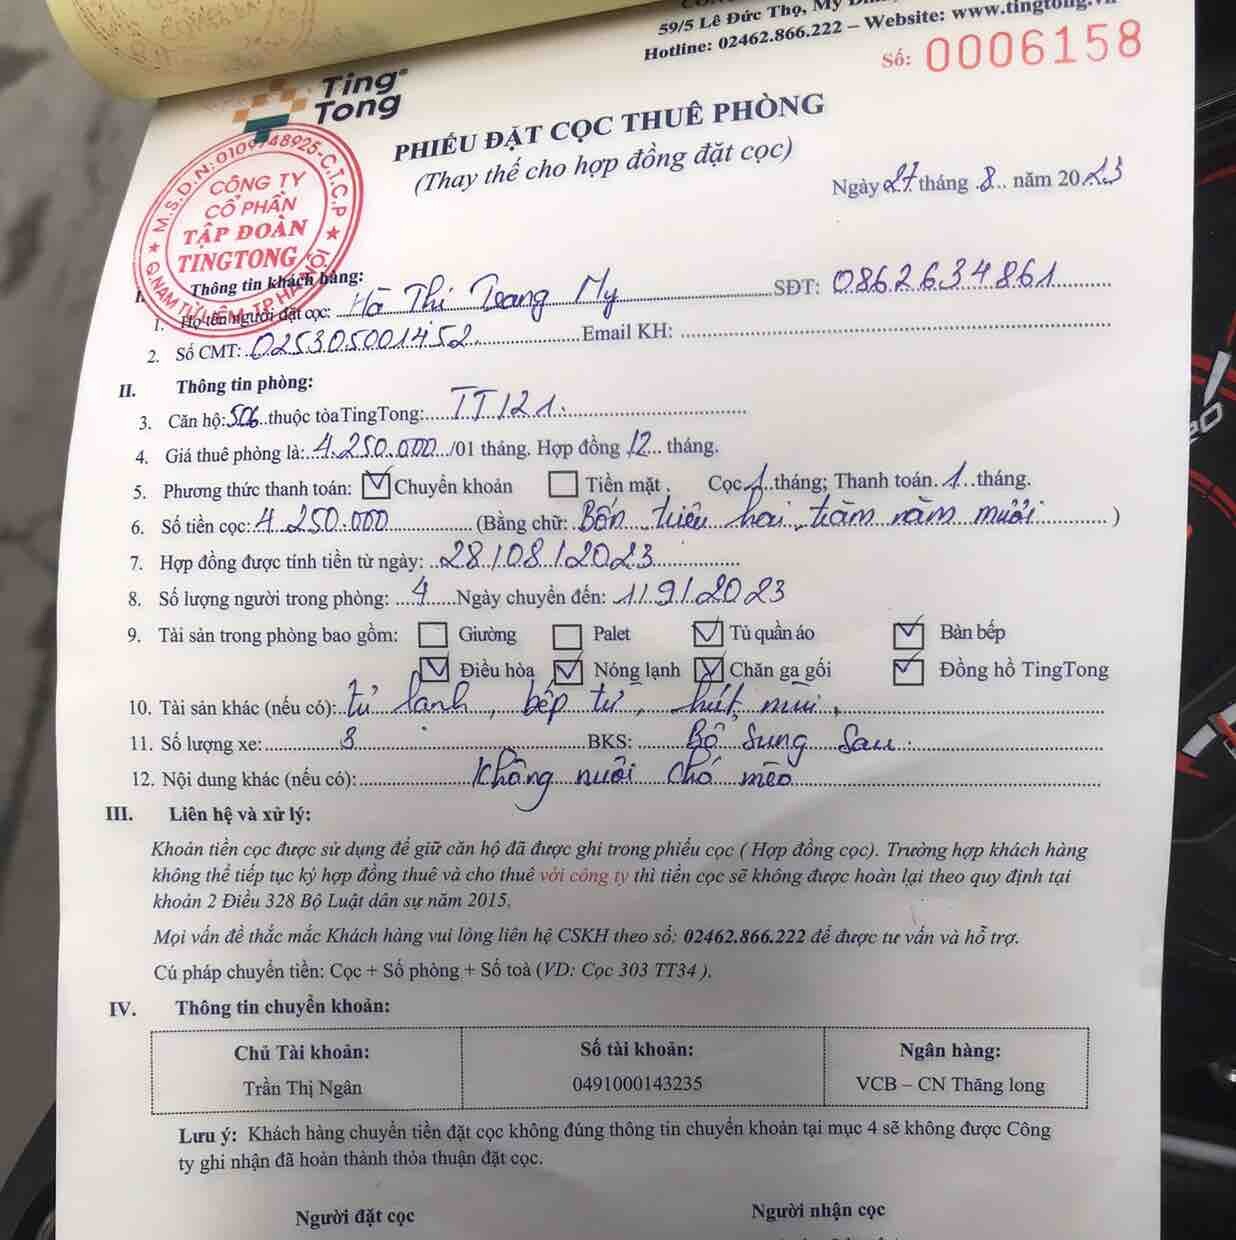 59/5 Lê Đức Thọ, Mỹ
Hotline: 02462.866.222 – Website: www.tingtong.vn
Số: 0006158
Ting
Tong
PHIẾU ĐẶT CỌC THUÊ PHÒNG
(Thay thế cho hợp đồng đặt cọc)
Ngày 27 tháng 8 năm 2023
M.S.D.N: 0109748925-C.T.C.P
CÔNG TY
CỔ PHẦN
TẬP ĐOÀN
TINGTONG
Q.NAM TỪ LIÊM, TP HÀ NỘI
I. Thông tin khách hàng:
1. Họ tên người đặt cọc: Hà Thị Trang My SĐT: 0862634861
2. Số CMT: 025305001452 Email KH:
II. Thông tin phòng:
3. Căn hộ: 506 thuộc tòa TingTong: TT121
4. Giá thuê phòng là: 4.250.000 /01 tháng. Hợp đồng 12 tháng.
5. Phương thức thanh toán: Chuyển khoản Tiền mặt . Cọc 1 tháng; Thanh toán 1 tháng.
6. Số tiền cọc: 4.250.000 (Bằng chữ: Bốn triệu hai trăm năm mươi )
7. Hợp đồng được tính tiền từ ngày: 28/08/2023
8. Số lượng người trong phòng: 4 Ngày chuyển đến: 1/9/2023
9. Tài sản trong phòng bao gồm: Giường Palet Tủ quần áo Bàn bếp
Điều hòa Nóng lạnh Chăn ga gối Đồng hồ TingTong
10. Tài sản khác (nếu có): tủ lạnh, bếp từ, hút mùi,
11. Số lượng xe: 3 BKS: Bổ sung sau
12. Nội dung khác (nếu có): Không nuôi chó mèo
III. Liên hệ và xử lý:
Khoản tiền cọc được sử dụng để giữ căn hộ đã được ghi trong phiếu cọc ( Hợp đồng cọc). Trường hợp khách hàng
không thể tiếp tục ký hợp đồng thuê và cho thuê với công ty thì tiền cọc sẽ không được hoàn lại theo quy định tại
khoản 2 Điều 328 Bộ Luật dân sự năm 2015.
Mọi vấn đề thắc mắc Khách hàng vui lòng liên hệ CSKH theo số: 02462.866.222 để được tư vấn và hỗ trợ.
Cú pháp chuyển tiền: Cọc + Số phòng + Số toà (VD: Cọc 303 TT34 ).
IV. Thông tin chuyển khoản:
Chủ Tài khoản: Số tài khoản: Ngân hàng:
Trần Thị Ngân 0491000143235 VCB – CN Thăng long
Lưu ý: Khách hàng chuyển tiền đặt cọc không đúng thông tin chuyển khoản tại mục 4 sẽ không được Công
ty ghi nhận đã hoàn thành thỏa thuận đặt cọc.
Người đặt cọc Người nhận cọc